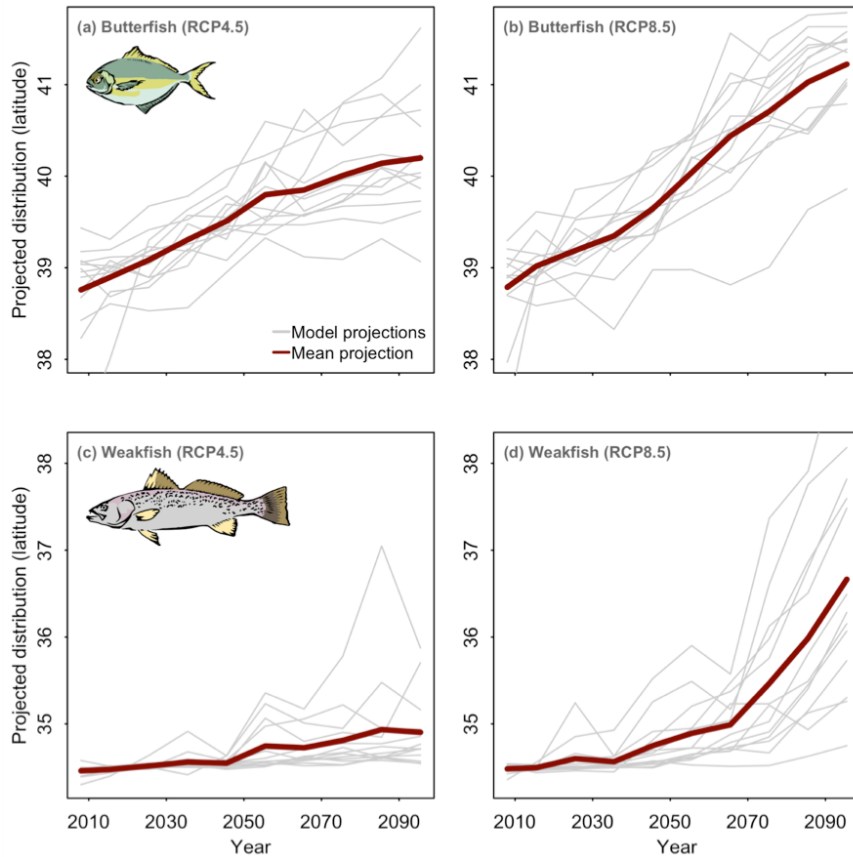 (a) Butterfish (RCP4.5)
(b) Butterfish (RCP8.5)
Projected distribution (latitude)
41
40
39
38
41
40
39
38
Model projections
Mean projection
(c) Weakfish (RCP4.5)
(d) Weakfish (RCP8.5)
Projected distribution (latitude)
38
37
36
35
38
37
36
35
2010 2030 2050 2070 2090
2010 2030 2050 2070 2090
Year
Year